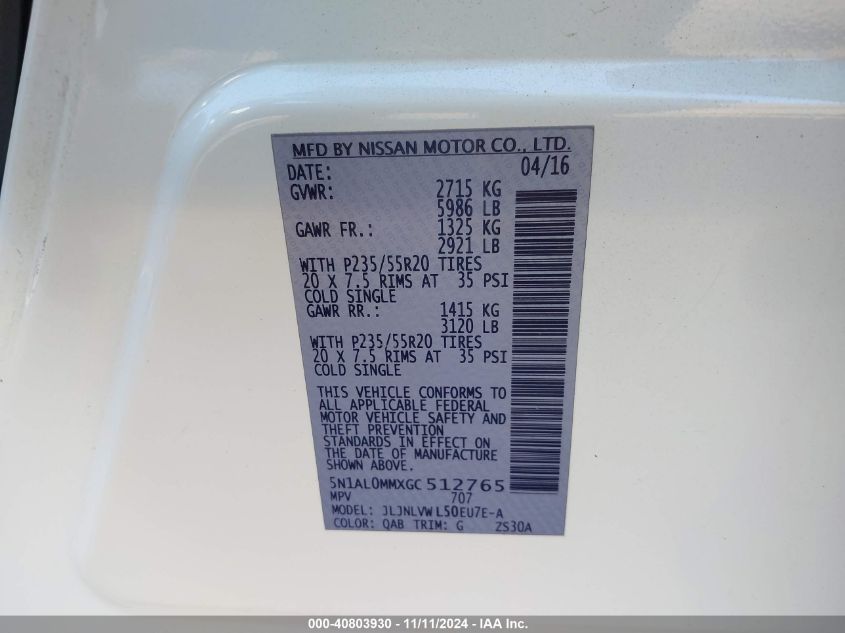 MFD BY NISSAN MOTOR CO., LTD.
DATE: 04/16
GVWR: 2715 KG
5986 LB
GAWR FR.: 1325 KG
2921 LB
WITH P235/55R20 TIRES
20 X 7.5 RIMS AT 35 PSI
COLD SINGLE
GAWR RR.: 1415 KG
3120 LB
WITH P235/55R20 TIRES
20 X 7.5 RIMS AT 35 PSI
COLD SINGLE
THIS VEHICLE CONFORMS TO
ALL APPLICABLE FEDERAL
MOTOR VEHICLE SAFETY AND
THEFT PREVENTION
STANDARDS IN EFFECT ON
THE DATE OF MANUFACTURE
SHOWN ABOVE.
5N1AL0MMXGC 512765
MPV 707
MODEL: JLJNLVW L50EU7E-A
COLOR: QAB TRIM: G ZS30A
000-40803930 - 11/11/2024 - IAA Inc.